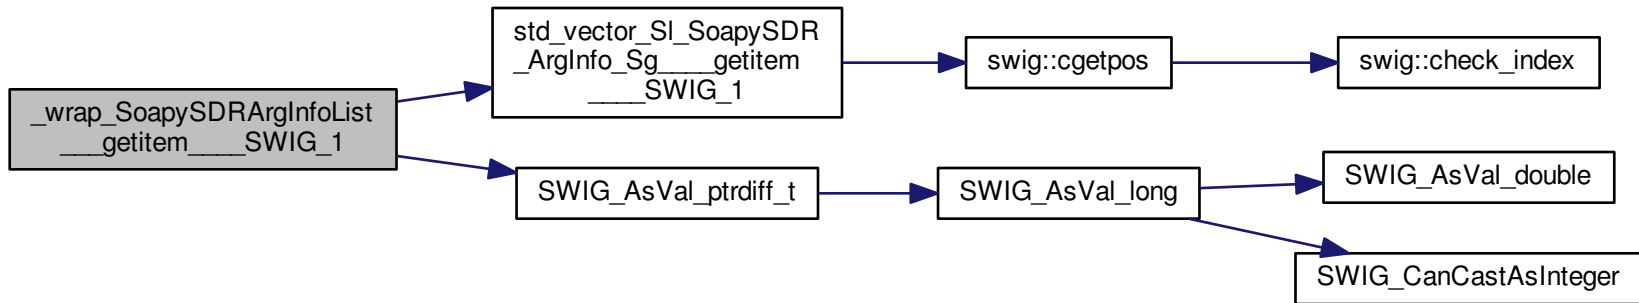 _wrap_SoapySDRArgInfoList
___getitem____SWIG_1
std_vector_Sl_SoapySDR
_ArgInfo_Sg____getitem
____SWIG_1
swig::cgetpos
swig::check_index
SWIG_AsVal_ptrdiff_t
SWIG_AsVal_long
SWIG_AsVal_double
SWIG_CanCastAsInteger